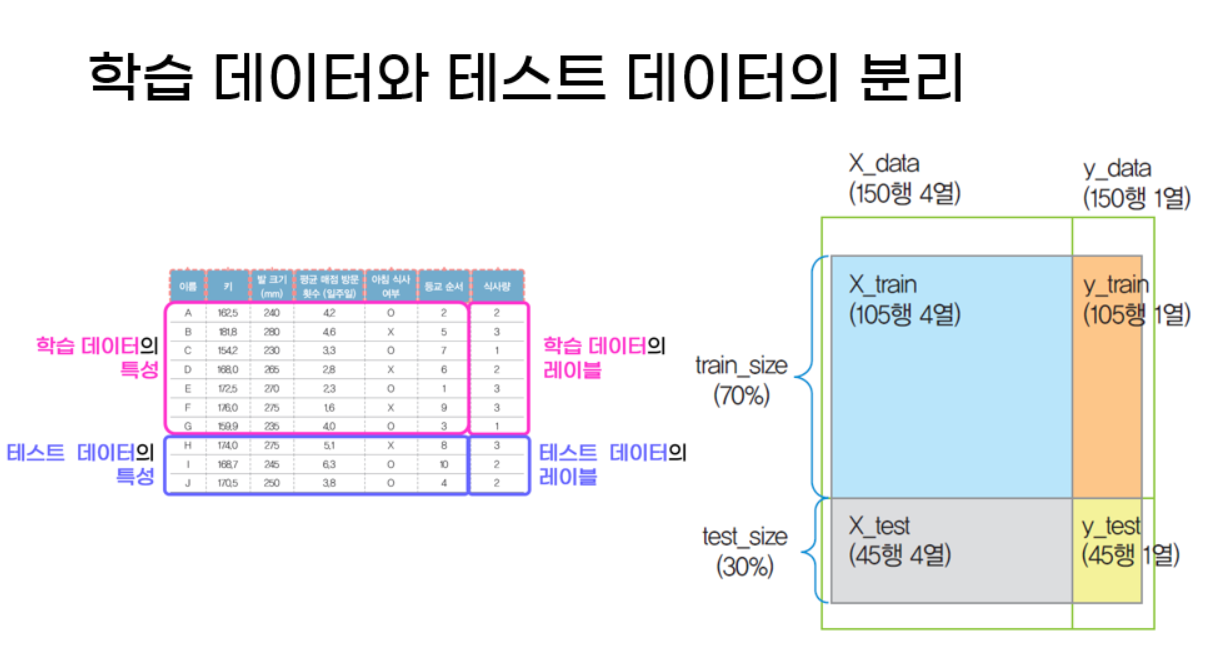 학습 데이터와 테스트 데이터의 분리
이름 키 발 크기 (mm) 평균 매점 방문 횟수 (일주일) 아침 식사 여부 등교 순서 식사량
A 162.5 240 4.2 O 2 2
B 181.8 280 4.6 X 5 3
C 154.2 230 3.3 O 7 1
D 168.0 265 2.8 X 6 2
E 172.5 270 2.3 O 1 3
F 176.0 275 1.6 X 9 3
G 159.9 235 4.0 O 3 1
H 174.0 275 5.1 X 8 3
I 168.7 245 6.3 O 10 2
J 170.5 250 3.8 O 4 2
학습 데이터의
특성
학습 데이터의
레이블
테스트 데이터의
특성
테스트 데이터의
레이블
X_data
(150행 4열)
y_data
(150행 1열)
X_train
(105행 4열)
y_train
(105행 1열)
train_size
(70%)
X_test
(45행 4열)
y_test
(45행 1열)
test_size
(30%)